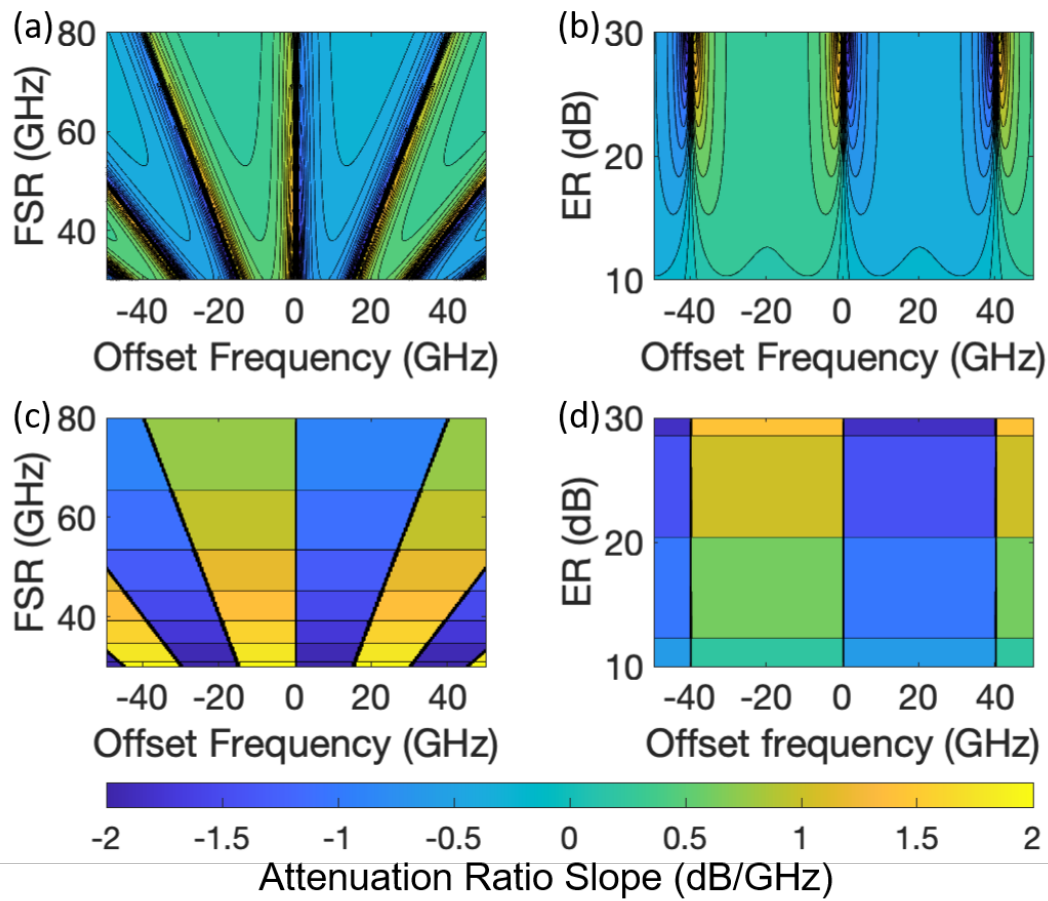 (a)
80
60
40
FSR (GHz)
-40 -20 0 20 40
Offset Frequency (GHz)
(b)
30
20
10
ER (dB)
-40 -20 0 20 40
Offset Frequency (GHz)
(c)
80
60
40
FSR (GHz)
-40 -20 0 20 40
Offset Frequency (GHz)
(d)
30
20
10
ER (dB)
-40 -20 0 20 40
Offset frequency (GHz)
-2 -1.5 -1 -0.5 0 0.5 1 1.5 2
Attenuation Ratio Slope (dB/GHz)